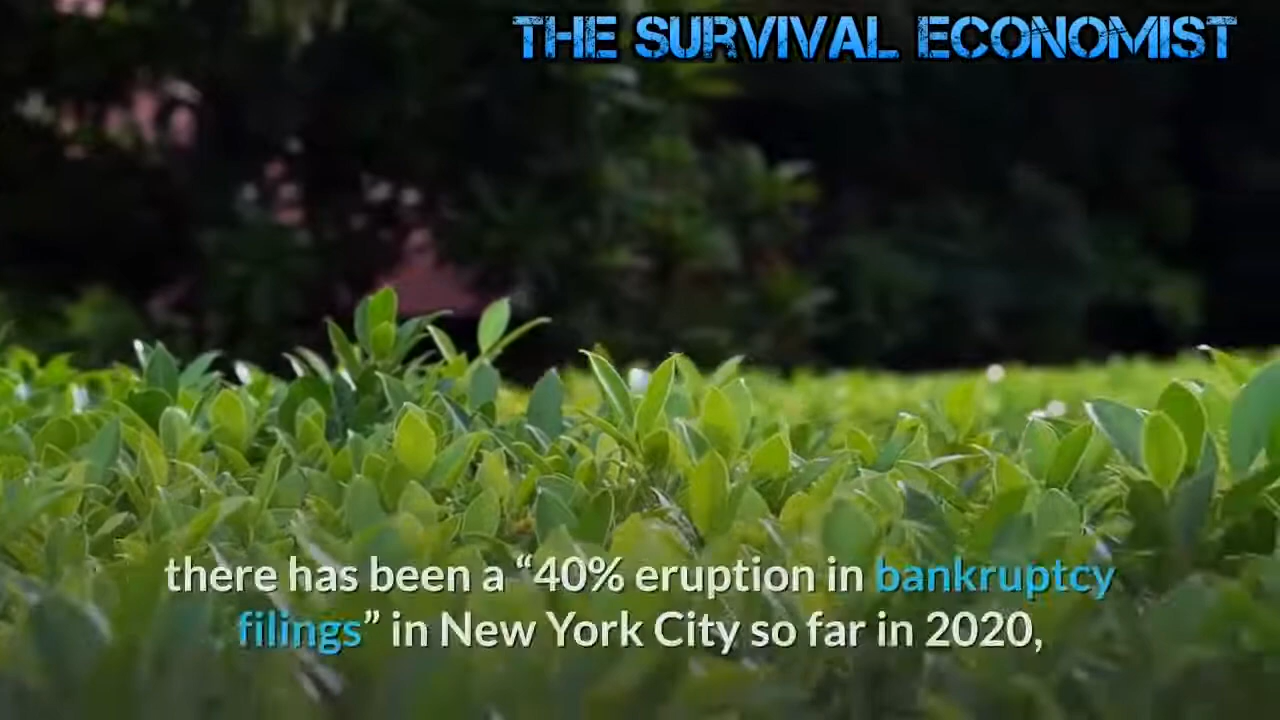 THE SURVIVAL ECONOMIST
there has been a “40% eruption in bankruptcy
filings” in New York City so far in 2020,